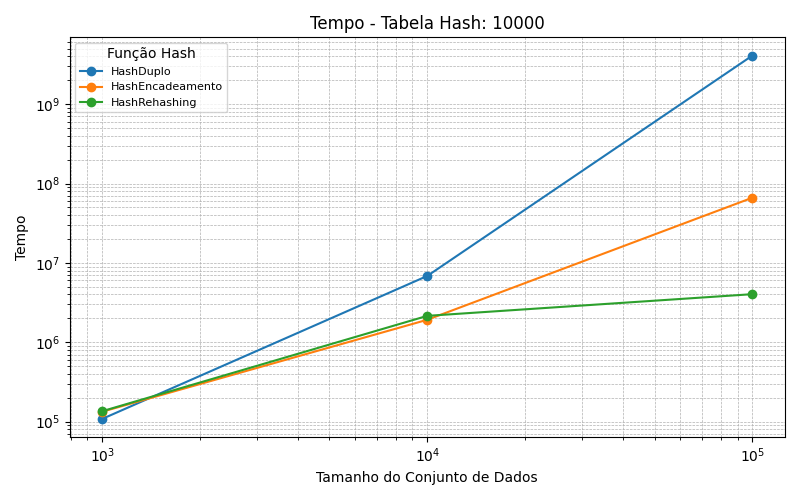 Tempo - Tabela Hash: 10000
Função Hash
HashDuplo
HashEncadeamento
HashRehashing
Tempo
10⁹
10⁸
10⁷
10⁶
10⁵
10³
10⁴
10⁵
Tamanho do Conjunto de Dados